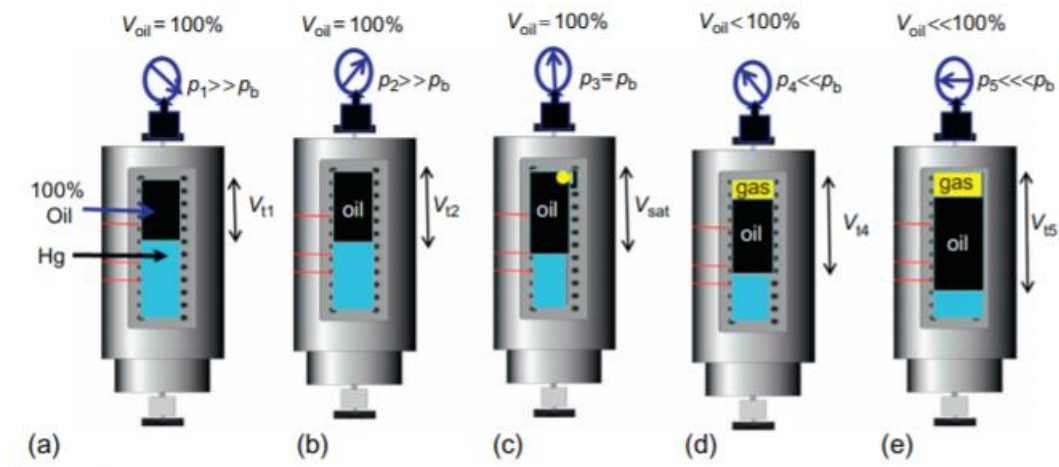 V_oil = 100%
V_oil = 100%
V_oil = 100%
V_oil < 100%
V_oil << 100%
p_1 >> p_b
p_2 >> p_b
p_3 = p_b
p_4 << p_b
p_5 <<< p_b
100%
Oil
Hg
V_t1
oil
V_t2
oil
V_sat
gas
oil
V_t4
gas
oil
V_t5
(a)
(b)
(c)
(d)
(e)